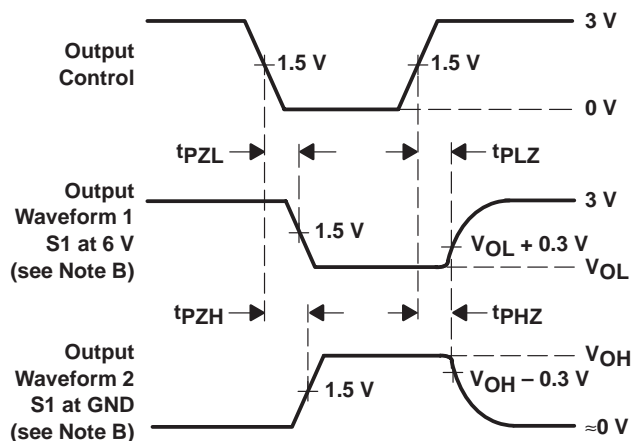 3 V
Output
Control
1.5 V
1.5 V
0 V
tPZL
tPLZ
Output
Waveform 1
S1 at 6 V
(see Note B)
3 V
1.5 V
VOL + 0.3 V
VOL
tPZH
tPHZ
Output
Waveform 2
S1 at GND
(see Note B)
VOH
1.5 V
VOH − 0.3 V
≈0 V